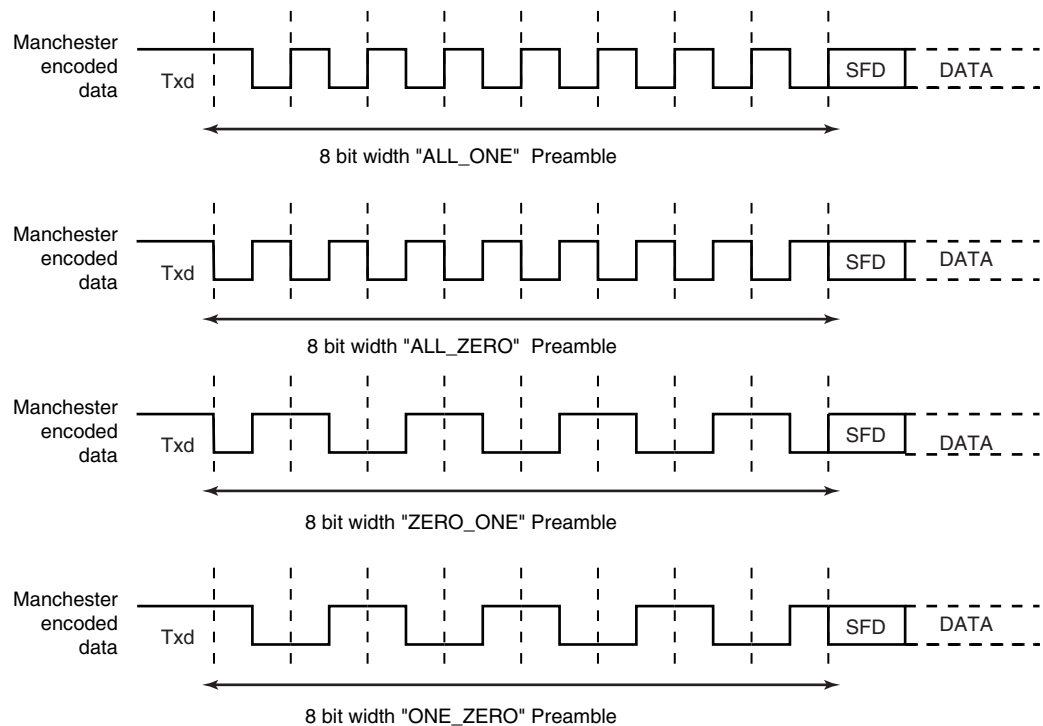 Manchester
encoded
data
Txd
SFD
DATA
8 bit width "ALL_ONE" Preamble
Manchester
encoded
data
Txd
SFD
DATA
8 bit width "ALL_ZERO" Preamble
Manchester
encoded
data
Txd
SFD
DATA
8 bit width "ZERO_ONE" Preamble
Manchester
encoded
data
Txd
SFD
DATA
8 bit width "ONE_ZERO" Preamble